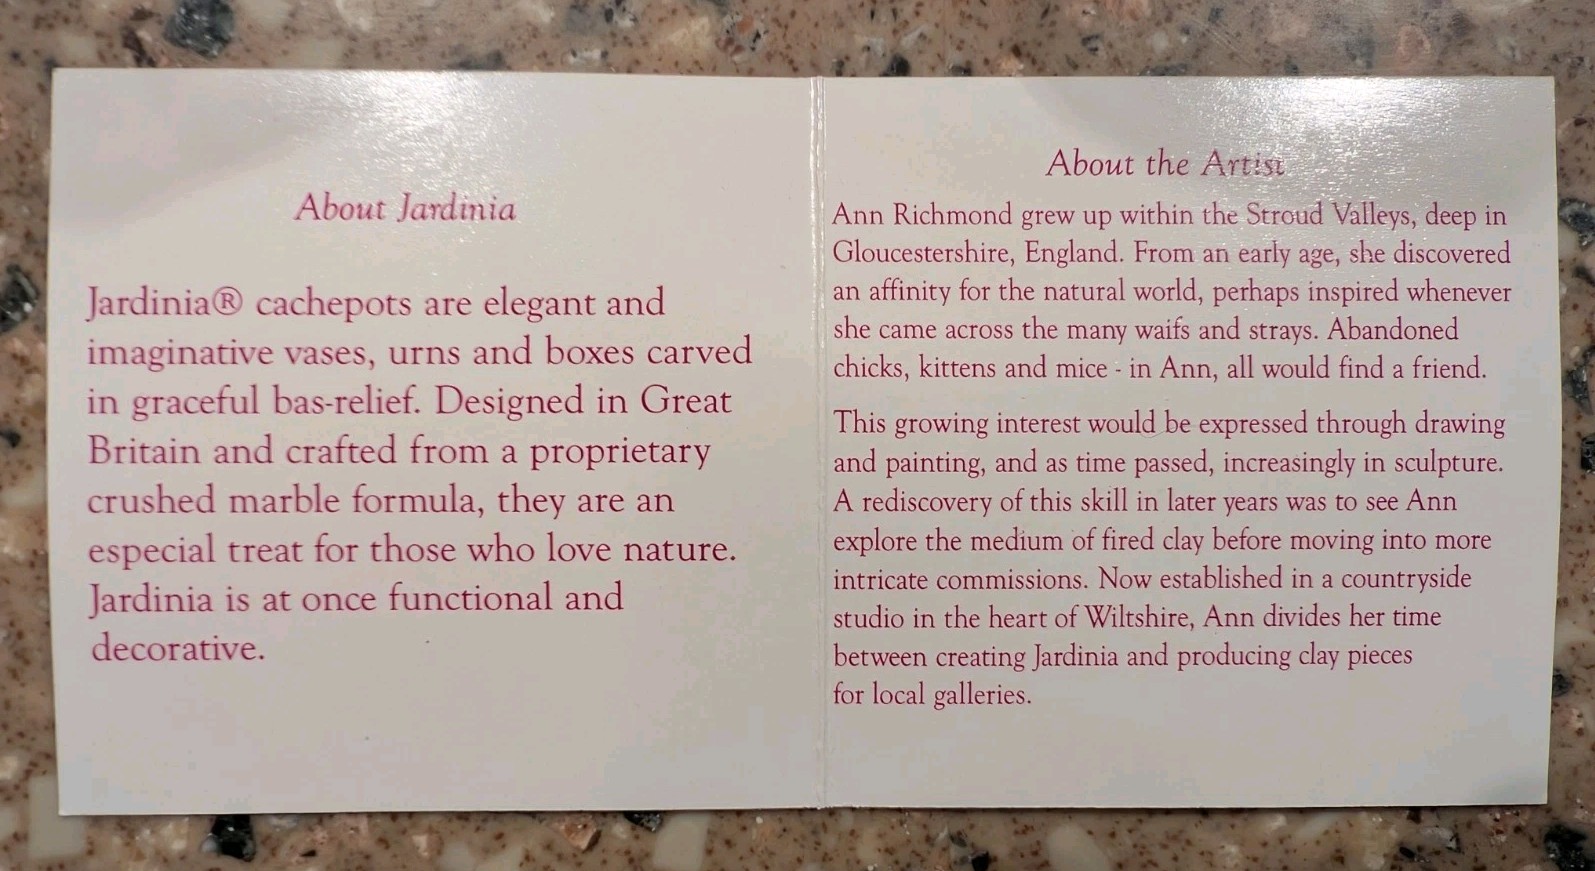 About Jardinia
Jardinia® cachepots are elegant and
imaginative vases, urns and boxes carved
in graceful bas-relief. Designed in Great
Britain and crafted from a proprietary
crushed marble formula, they are an
especial treat for those who love nature.
Jardinia is at once functional and
decorative.
About the Artist
Ann Richmond grew up within the Stroud Valleys, deep in
Gloucestershire, England. From an early age, she discovered
an affinity for the natural world, perhaps inspired whenever
she came across the many waifs and strays. Abandoned
chicks, kittens and mice - in Ann, all would find a friend.
This growing interest would be expressed through drawing
and painting, and as time passed, increasingly in sculpture.
A rediscovery of this skill in later years was to see Ann
explore the medium of fired clay before moving into more
intricate commissions. Now established in a countryside
studio in the heart of Wiltshire, Ann divides her time
between creating Jardinia and producing clay pieces
for local galleries.